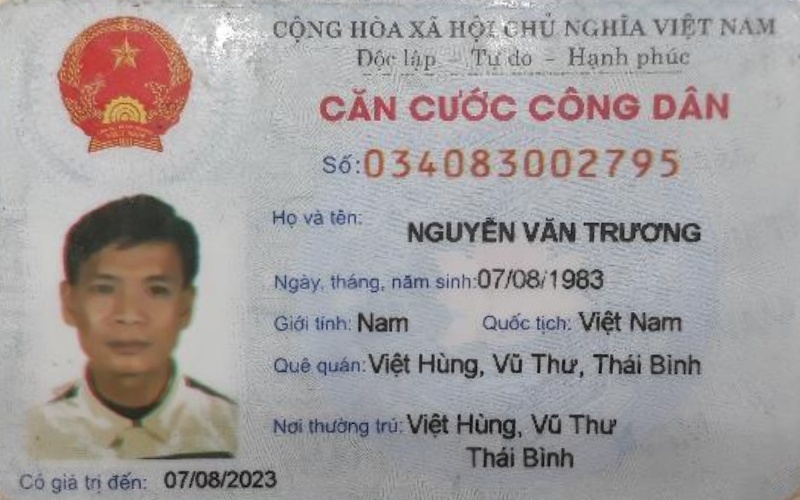 CỘNG HÒA XÃ HỘI CHỦ NGHĨA VIỆT NAM
Độc lập - Tự do - Hạnh phúc
CĂN CƯỚC CÔNG DÂN
Số: 034083002795
Họ và tên: NGUYỄN VĂN TRƯƠNG
Ngày, tháng, năm sinh: 07/08/1983
Giới tính: Nam Quốc tịch: Việt Nam
Quê quán: Việt Hùng, Vũ Thư, Thái Bình
Nơi thường trú: Việt Hùng, Vũ Thư
Thái Bình
Có giá trị đến: 07/08/2023